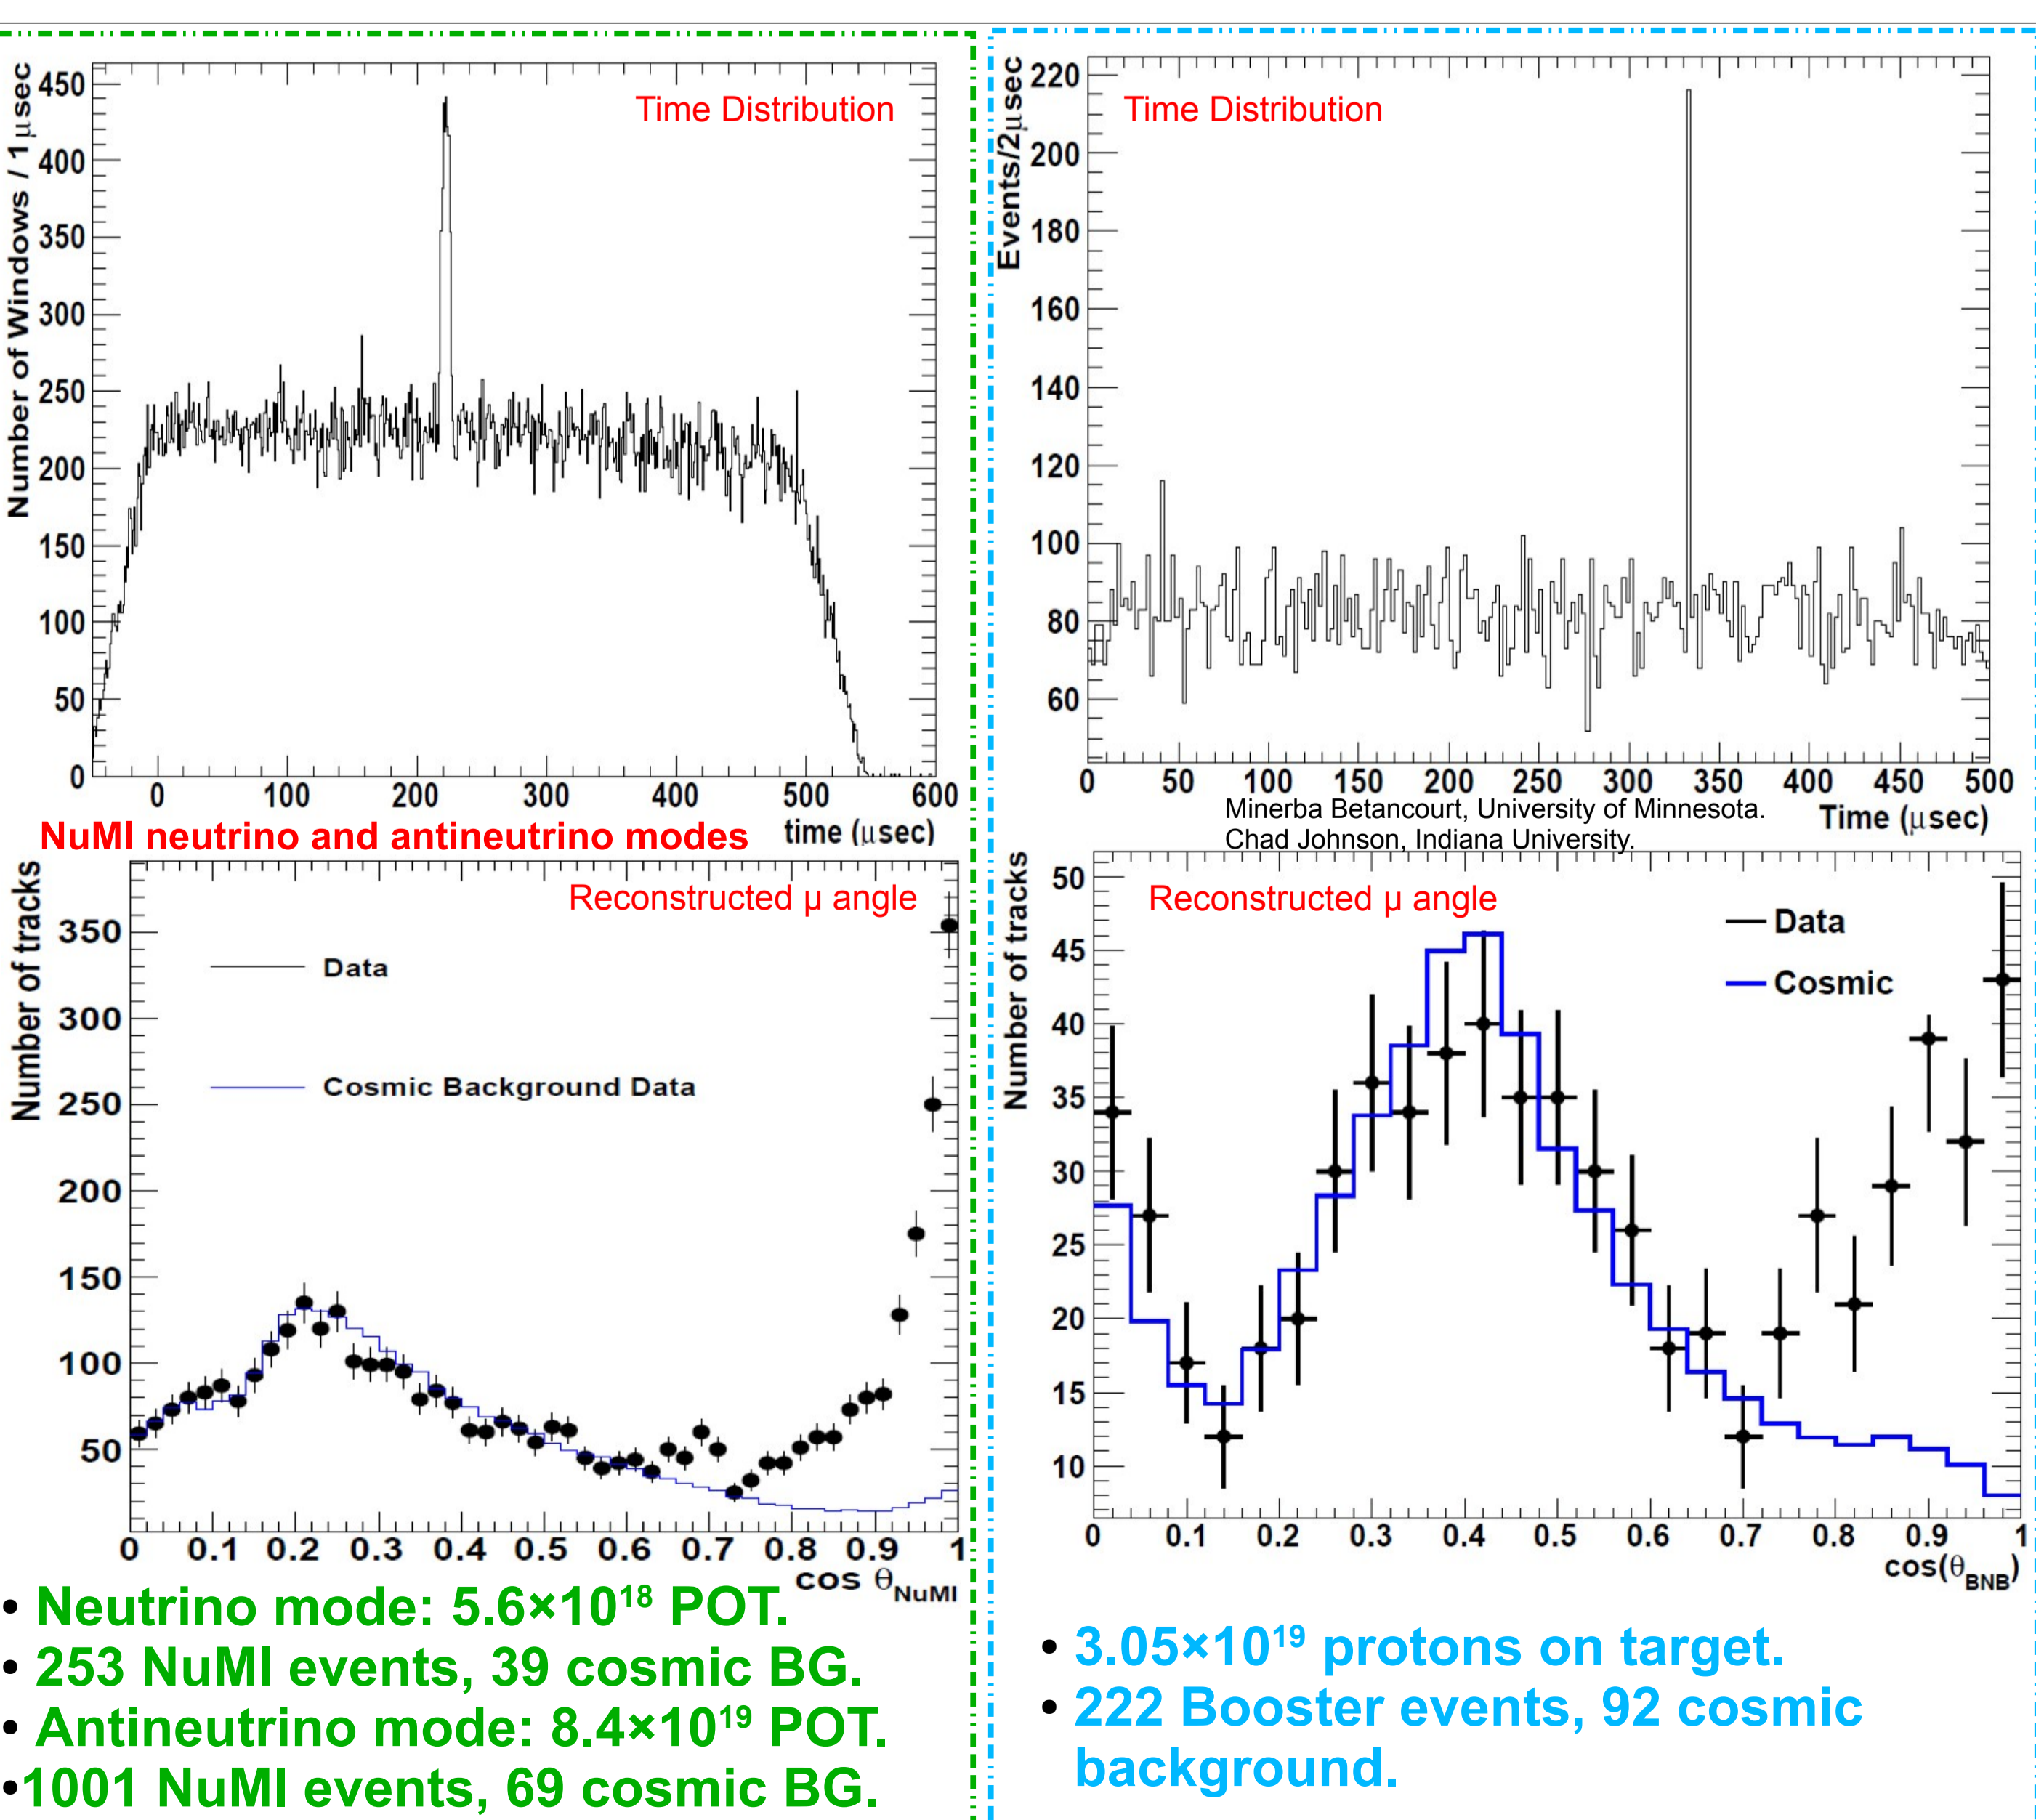 Number of Windows / 1 μsec
450
400
350
300
250
200
150
100
50
0
Time Distribution
0 100 200 300 400 500 600
time (μsec)
NuMI neutrino and antineutrino modes
Number of tracks
350
300
250
200
150
100
50
Reconstructed μ angle
Data
Cosmic Background Data
0 0.1 0.2 0.3 0.4 0.5 0.6 0.7 0.8 0.9 1
cos θNuMI
• Neutrino mode: 5.6×10¹⁸ POT.
• 253 NuMI events, 39 cosmic BG.
• Antineutrino mode: 8.4×10¹⁹ POT.
•1001 NuMI events, 69 cosmic BG.
Events/2μsec
220
200
180
160
140
120
100
80
60
Time Distribution
0 50 100 150 200 250 300 350 400 450 500
Time (μsec)
Minerba Betancourt, University of Minnesota.
Chad Johnson, Indiana University.
Number of tracks
50
45
40
35
30
25
20
15
10
Reconstructed μ angle
Data
Cosmic
0 0.1 0.2 0.3 0.4 0.5 0.6 0.7 0.8 0.9 1
cos(θBNB)
• 3.05×10¹⁹ protons on target.
• 222 Booster events, 92 cosmic
background.